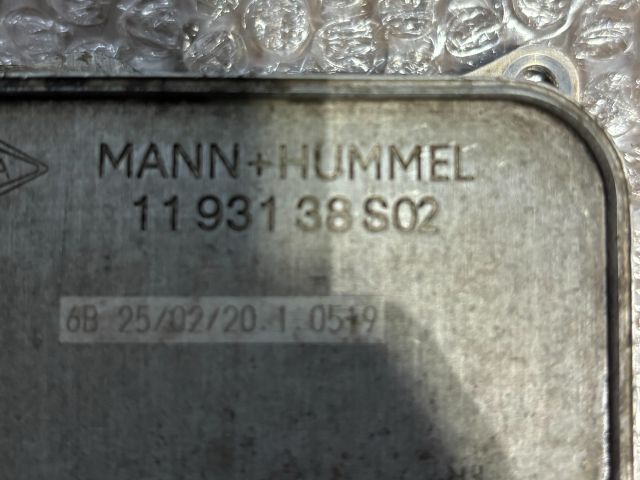 A
MANN+HUMMEL
11 931 38 S02
6B 25/02/20.1 0519